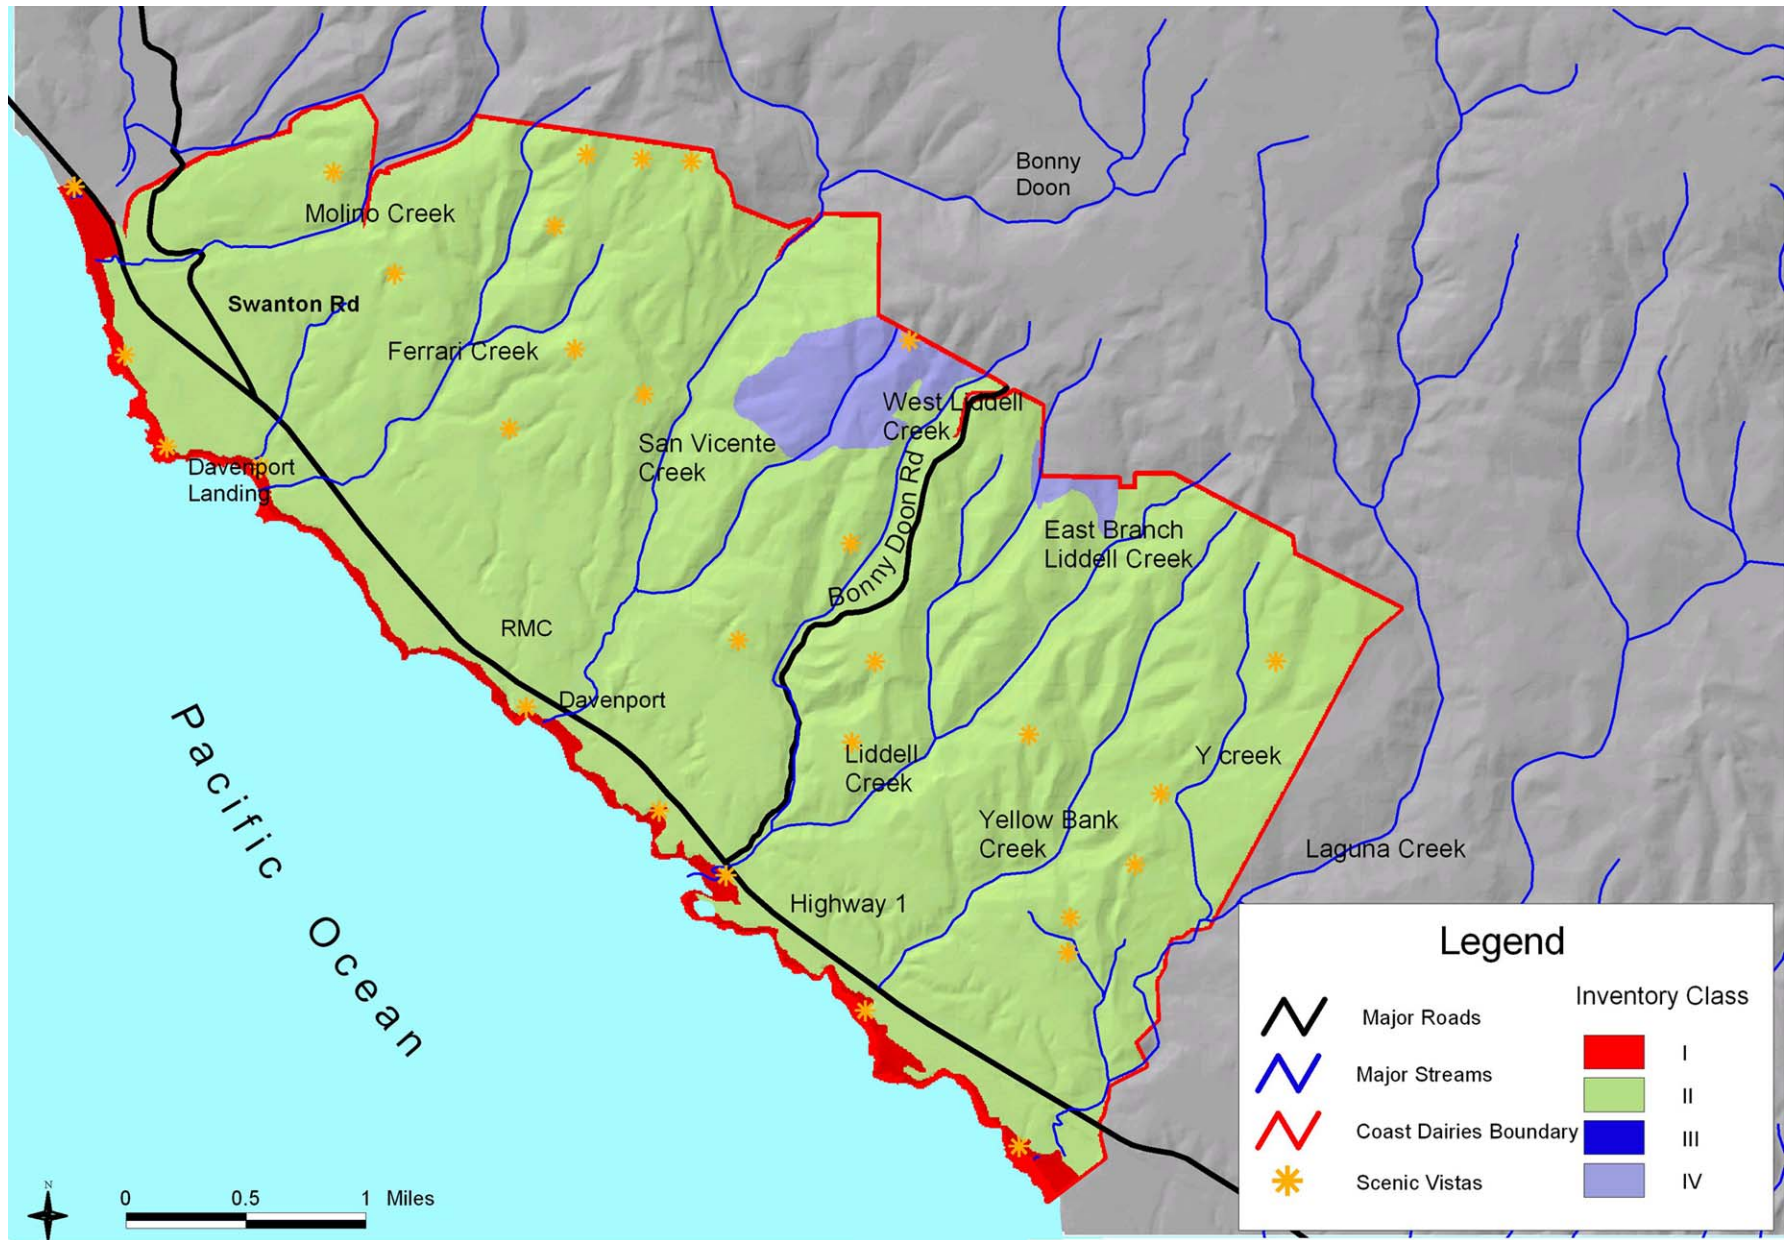 Bonny
Doon
Molino Creek
Swanton Rd
Ferrari Creek
West Liddell
Creek
San Vicente
Creek
Davenport
Landing
Bonny Doon Rd
East Branch
Liddell Creek
RMC
Davenport
Pacific Ocean
Liddell
Creek
Y creek
Yellow Bank
Creek
Laguna Creek
Highway 1
Legend
Inventory Class
Major Roads
I
Major Streams
II
Coast Dairies Boundary
III
Scenic Vistas
IV
N
0 0.5 1 Miles